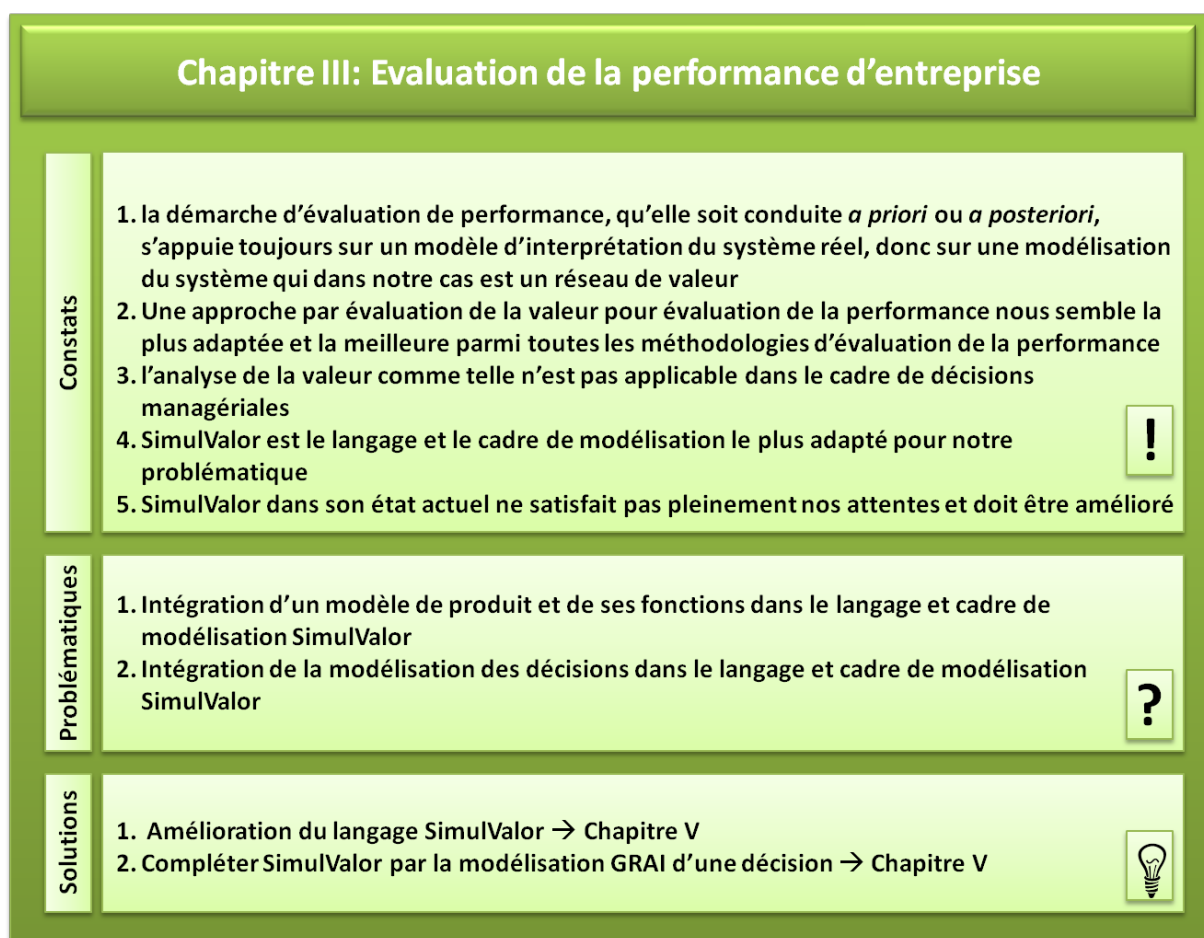 Chapitre III: Evaluation de la performance d'entreprise
Constats
1. la démarche d'évaluation de performance, qu'elle soit conduite a priori ou a posteriori,
s'appuie toujours sur un modèle d'interprétation du système réel, donc sur une modélisation
du système qui dans notre cas est un réseau de valeur
2. Une approche par évaluation de la valeur pour évaluation de la performance nous semble la
plus adaptée et la meilleure parmi toutes les méthodologies d'évaluation de la performance
3. l'analyse de la valeur comme telle n'est pas applicable dans le cadre de décisions
managériales
4. SimulValor est le langage et le cadre de modélisation le plus adapté pour notre
problématique
5. SimulValor dans son état actuel ne satisfait pas pleinement nos attentes et doit être amélioré
!
Problématiques
1. Intégration d'un modèle de produit et de ses fonctions dans le langage et cadre de
modélisation SimulValor
2. Intégration de la modélisation des décisions dans le langage et cadre de modélisation
SimulValor
?
Solutions
1. Amélioration du langage SimulValor → Chapitre V
2. Compléter SimulValor par la modélisation GRAI d'une décision → Chapitre V